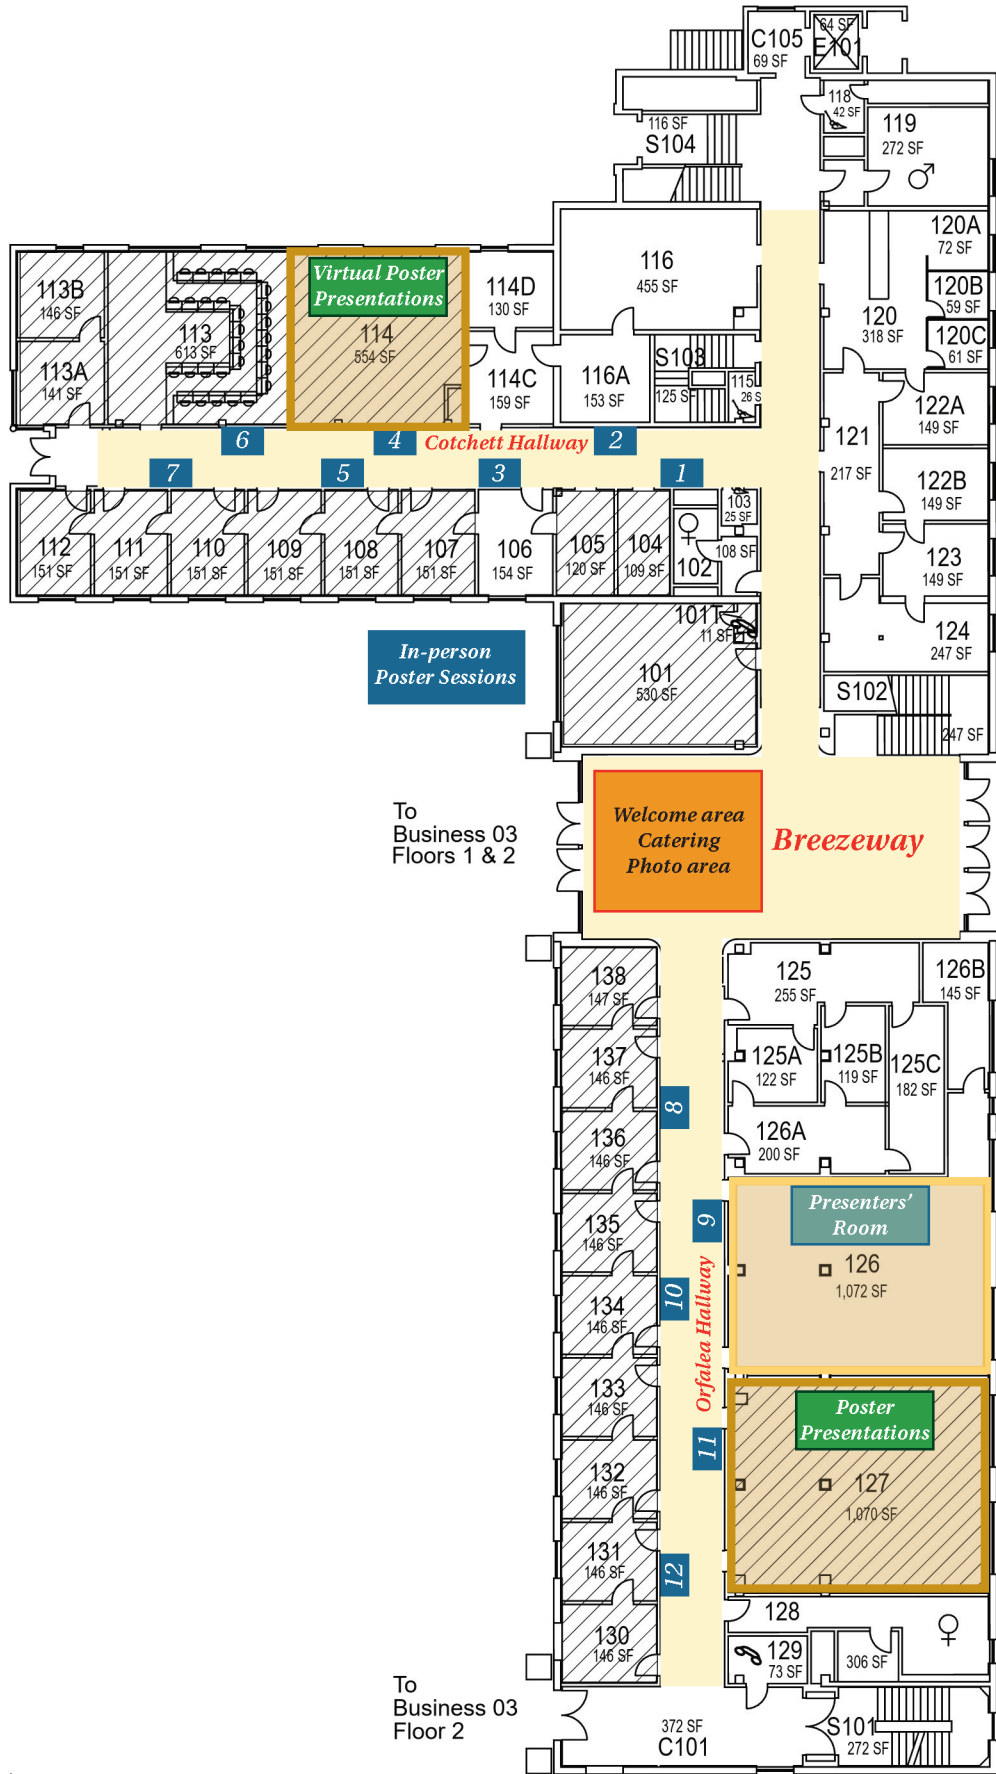 C105
69 SF
64 SF
E101
118
42 SF
119
272 SF
116 SF
S104
120A
72 SF
120B
59 SF
120
318 SF
120C
61 SF
116
455 SF
113B
146 SF
113
613 SF
113A
141 SF
Virtual Poster
Presentations
114
554 SF
114D
130 SF
114C
159 SF
116A
153 SF
S103
125 SF
115
26 S
122A
149 SF
121
217 SF
122B
149 SF
123
149 SF
124
247 SF
6
4
Cotchett Hallway
2
7
5
3
1
112
151 SF
111
151 SF
110
151 SF
109
151 SF
108
151 SF
107
151 SF
106
154 SF
105
120 SF
104
109 SF
102
103
25 SF
108 SF
101T
11 SF
101
530 SF
S102
247 SF
In-person
Poster Sessions
To
Business 03
Floors 1 & 2
Welcome area
Catering
Photo area
Breezeway
138
147 SF
137
146 SF
136
146 SF
135
146 SF
134
146 SF
133
146 SF
132
146 SF
131
146 SF
130
146 SF
125
255 SF
126B
145 SF
125A
122 SF
125B
119 SF
125C
182 SF
126A
200 SF
8
9
10
Orfalea Hallway
11
12
Presenters'
Room
126
1,072 SF
Poster
Presentations
127
1,070 SF
128
129
73 SF
306 SF
To
Business 03
Floor 2
372 SF
C101
S101
272 SF